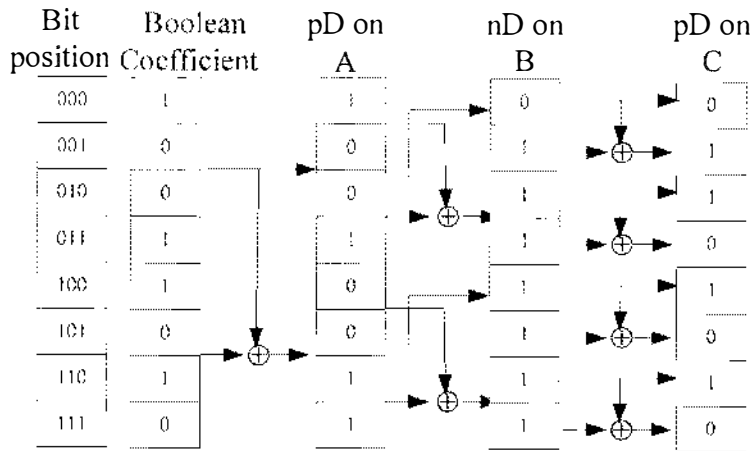 Bit position Boolean Coefficient pD on A nD on B pD on C
000 1 1 0 0
001 0 0 1 1
010 0 0 1 1
011 1 1 1 0
100 1 0 1 1
101 0 0 1 0
110 1 1 1 1
111 0 1 1 0